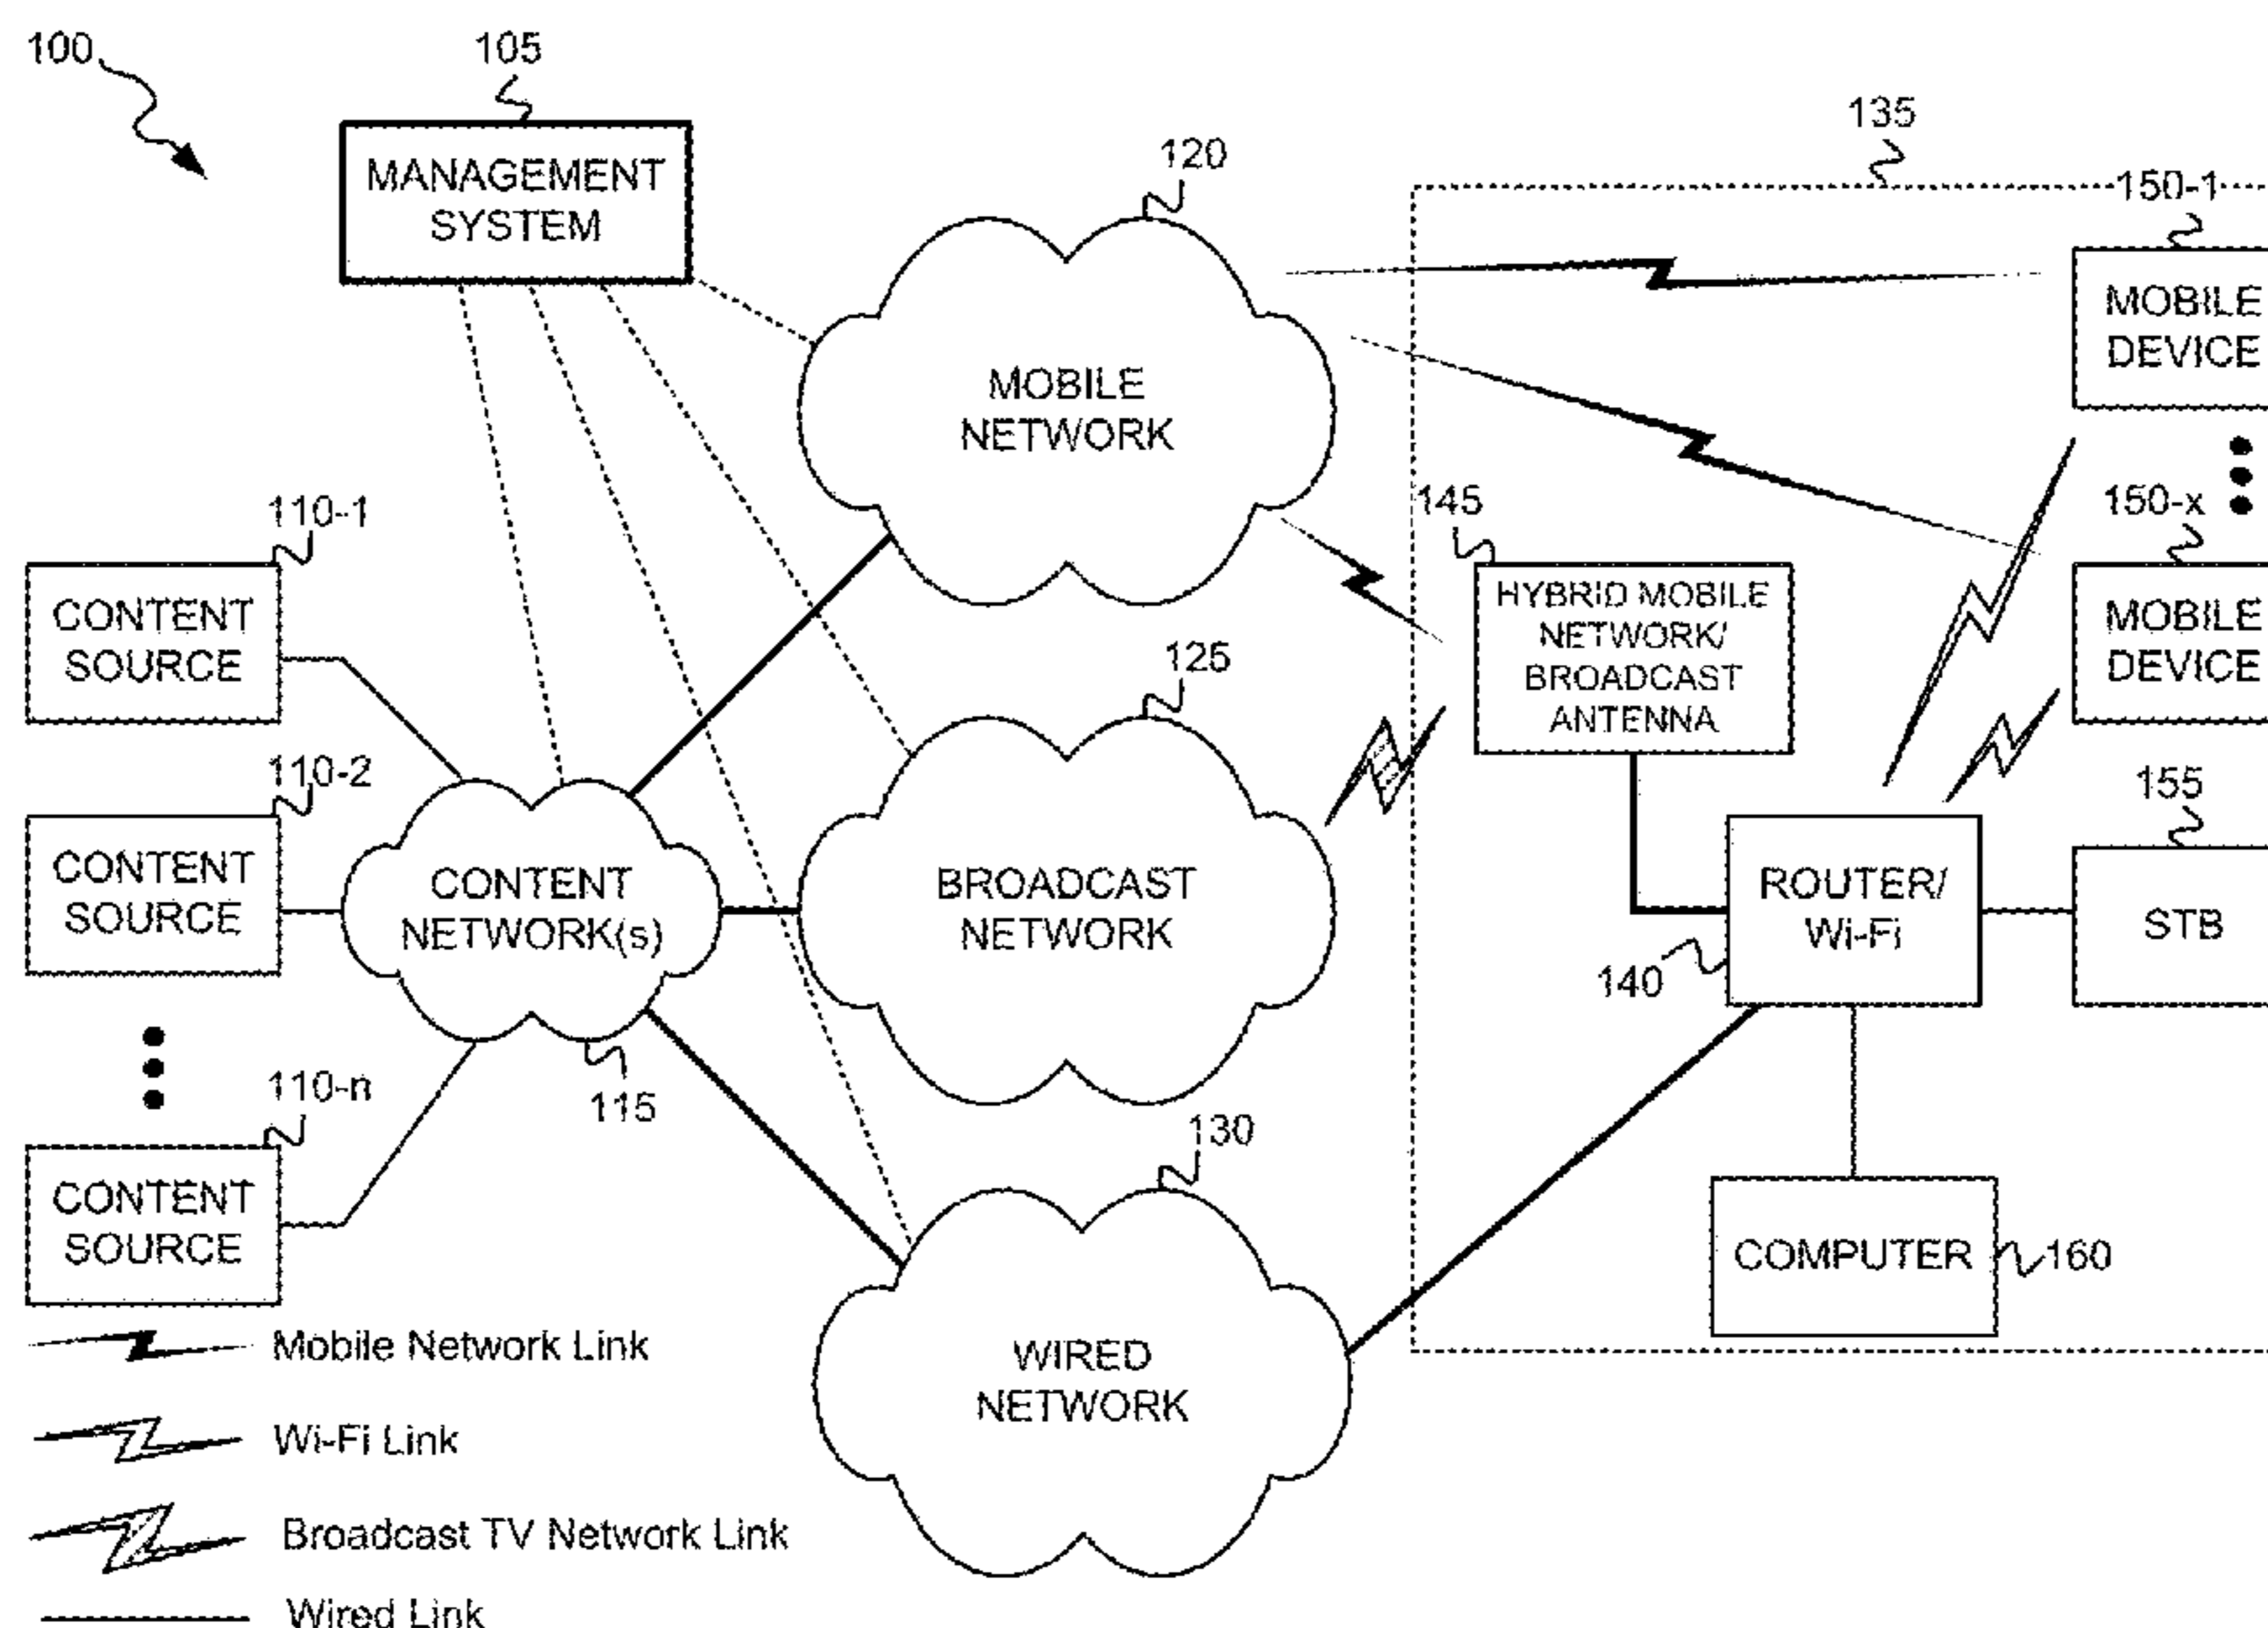 100
105
MANAGEMENT
SYSTEM
120
135
150-1
MOBILE
DEVICE
MOBILE
NETWORK
110-1
CONTENT
SOURCE
145
HYBRID MOBILE
NETWORK/
BROADCAST
ANTENNA
150-x
MOBILE
DEVICE
125
110-2
CONTENT
SOURCE
CONTENT
NETWORK(s)
BROADCAST
NETWORK
155
ROUTER/
Wi-Fi
STB
140
115
110-n
CONTENT
SOURCE
130
WIRED
NETWORK
COMPUTER
160
Mobile Network Link
Wi-Fi Link
Broadcast TV Network Link
Wired Link